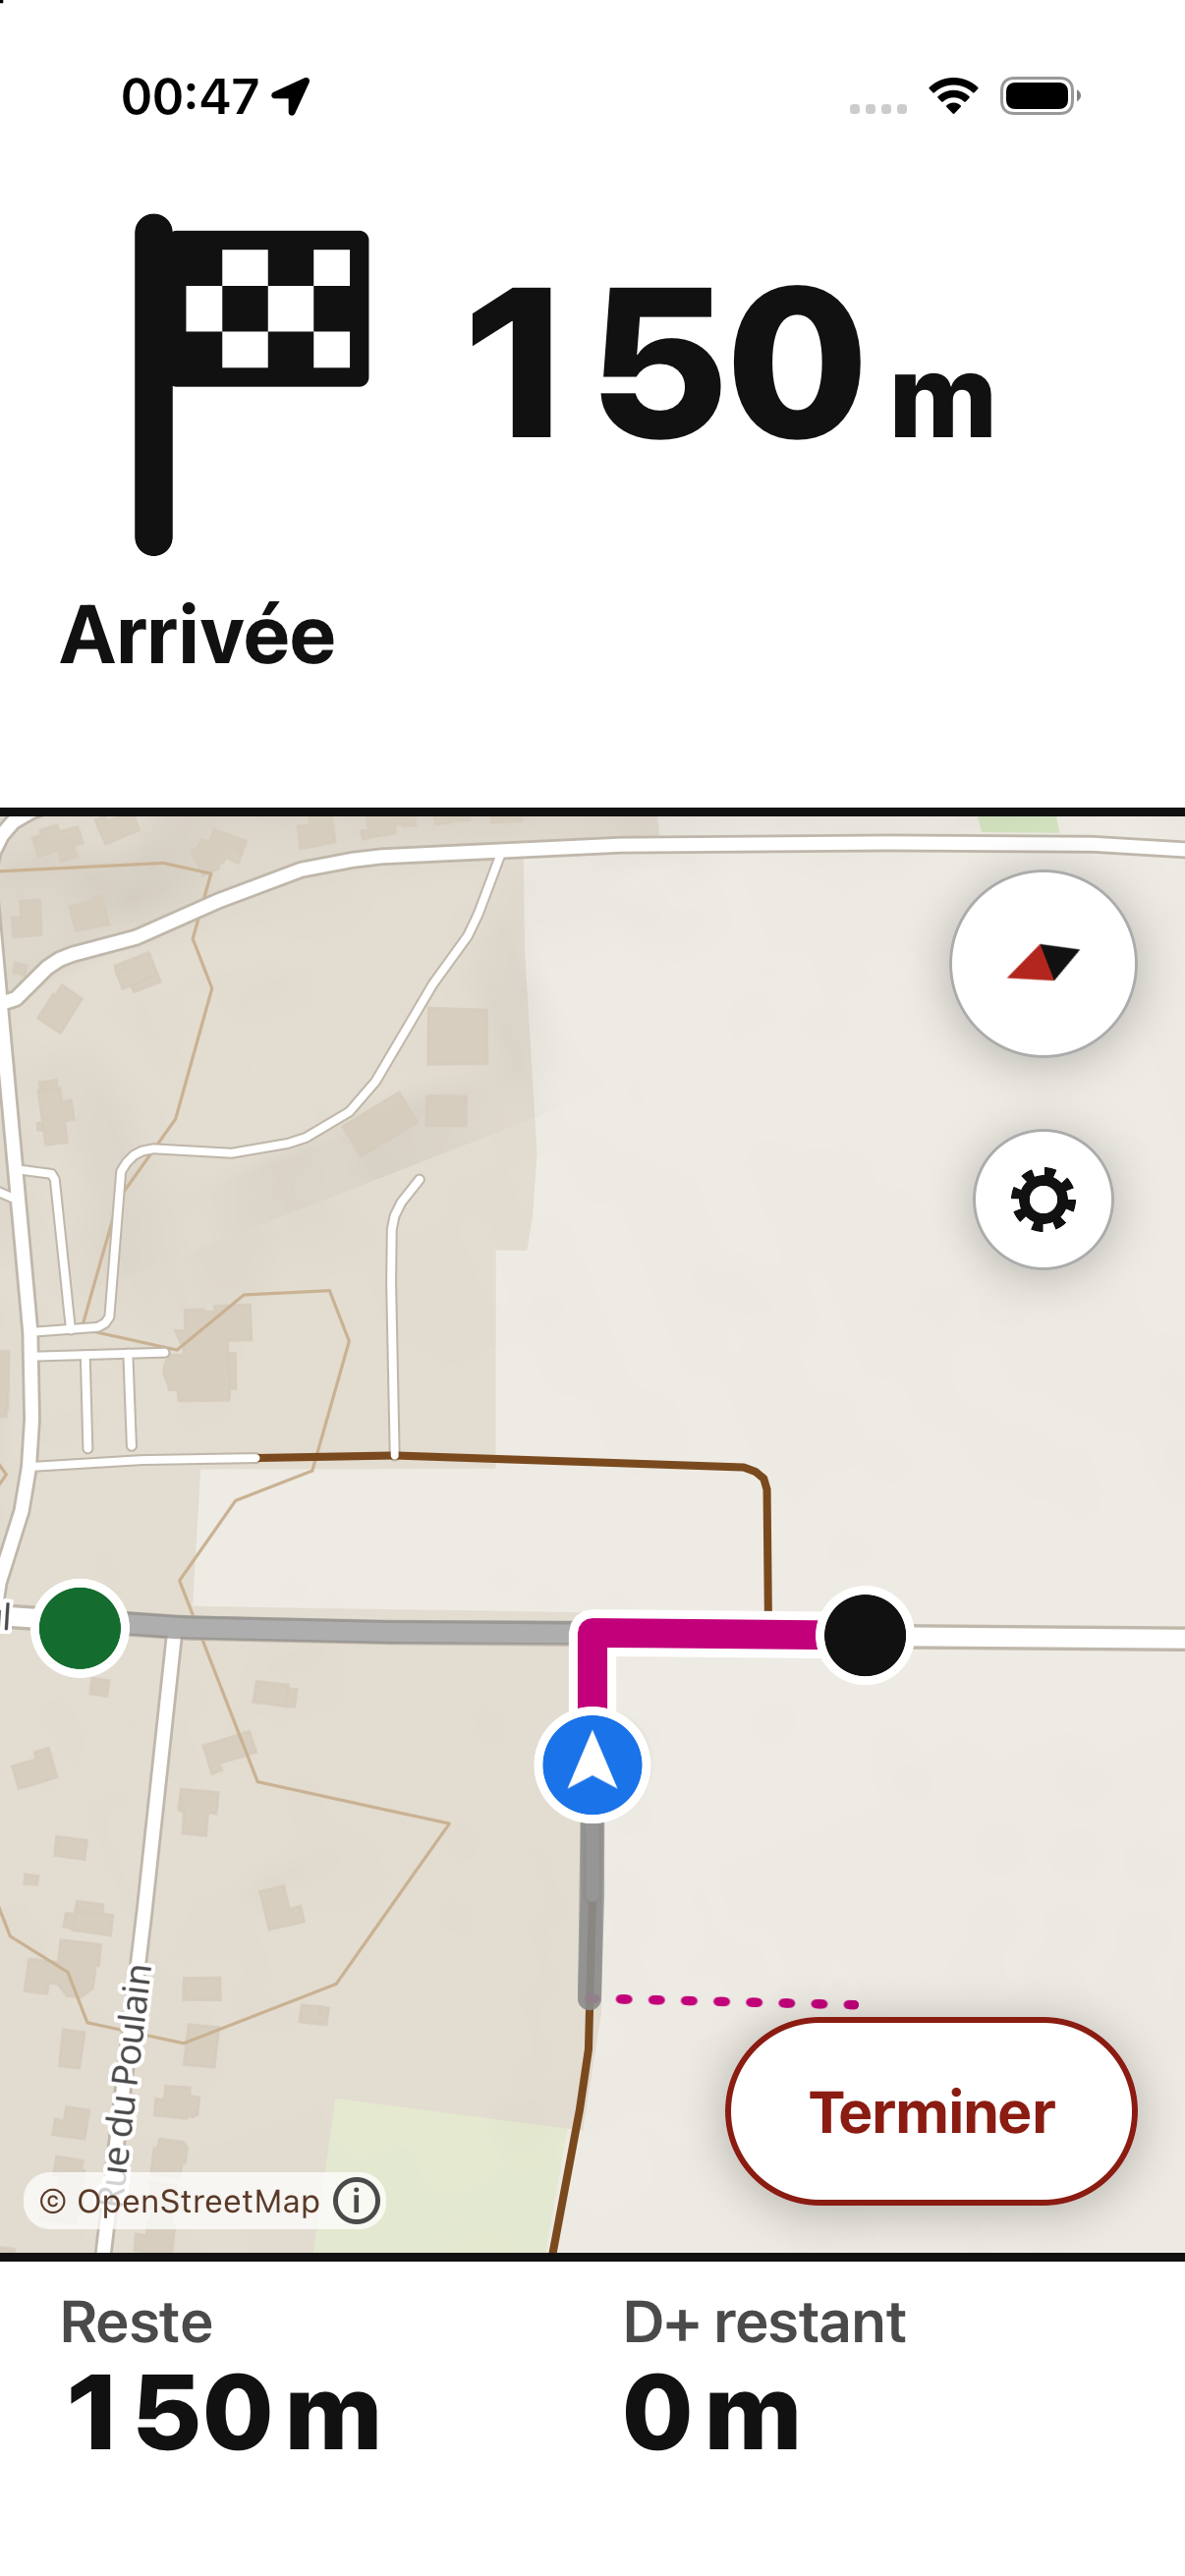 00:47
150 m
Arrivée
Rue du Poulain
Terminer
© OpenStreetMap
Reste
D+ restant
150 m
0 m